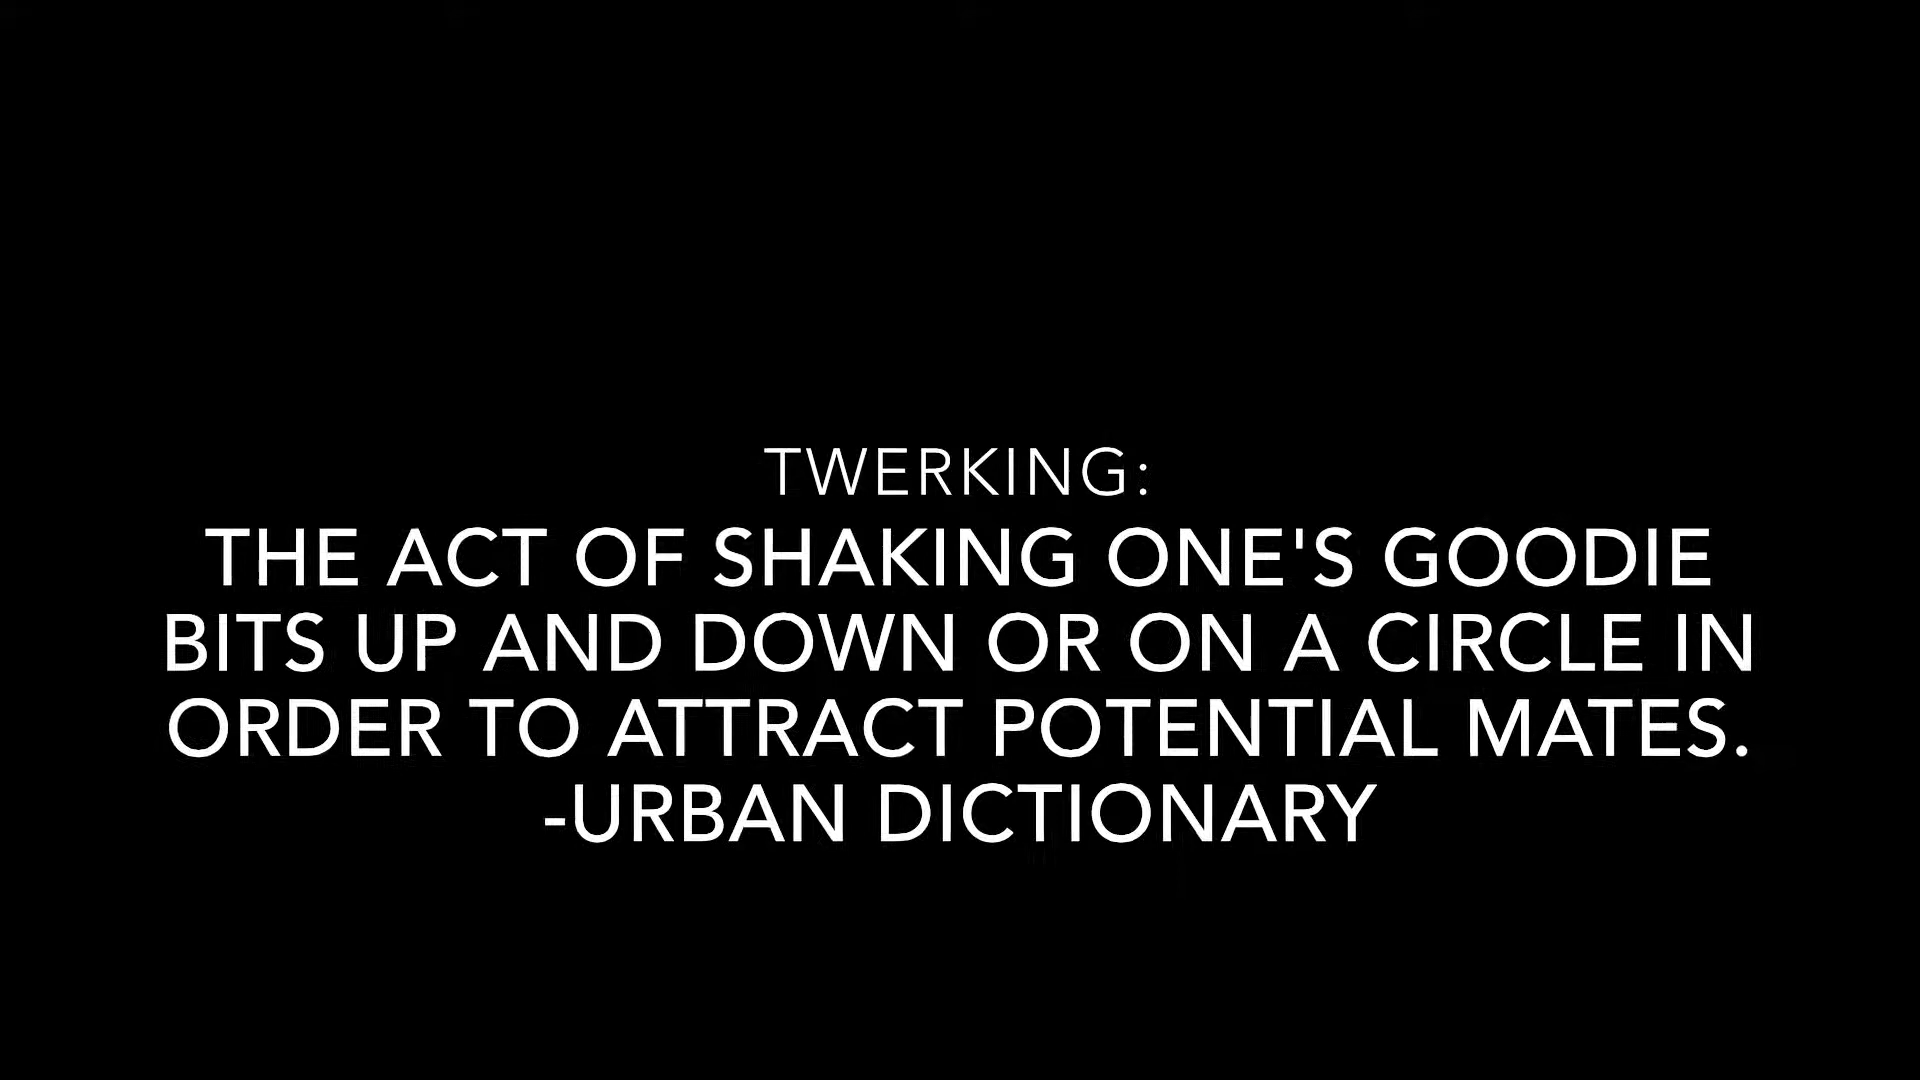 TWERKING:
THE ACT OF SHAKING ONE'S GOODIE
BITS UP AND DOWN OR ON A CIRCLE IN
ORDER TO ATTRACT POTENTIAL MATES.
-URBAN DICTIONARY